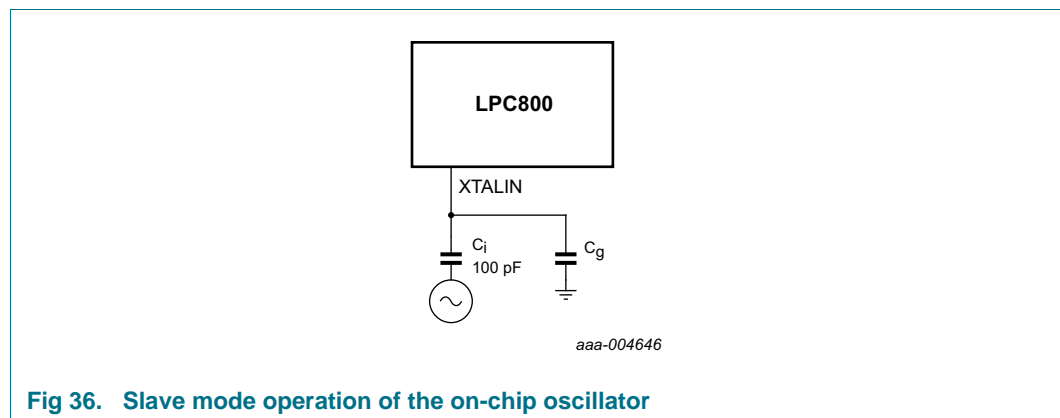 LPC800
XTALIN
Ci
100 pF
Cg
aaa-004646
Fig 36. Slave mode operation of the on-chip oscillator